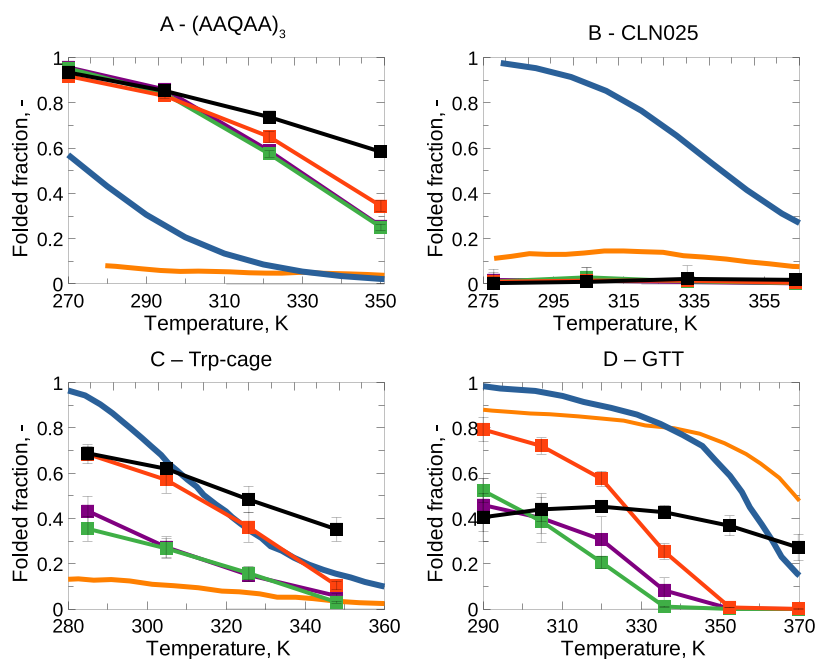 A - (AAQAA)3
B - CLN025
1
0.8
0.6
0.4
0.2
0
Folded fraction, -
270 290 310 330 350
Temperature, K
1
0.8
0.6
0.4
0.2
0
Folded fraction, -
275 295 315 335 355
Temperature, K
C – Trp-cage
D – GTT
1
0.8
0.6
0.4
0.2
0
Folded fraction, -
280 300 320 340 360
Temperature, K
1
0.8
0.6
0.4
0.2
0
Folded fraction, -
290 310 330 350 370
Temperature, K